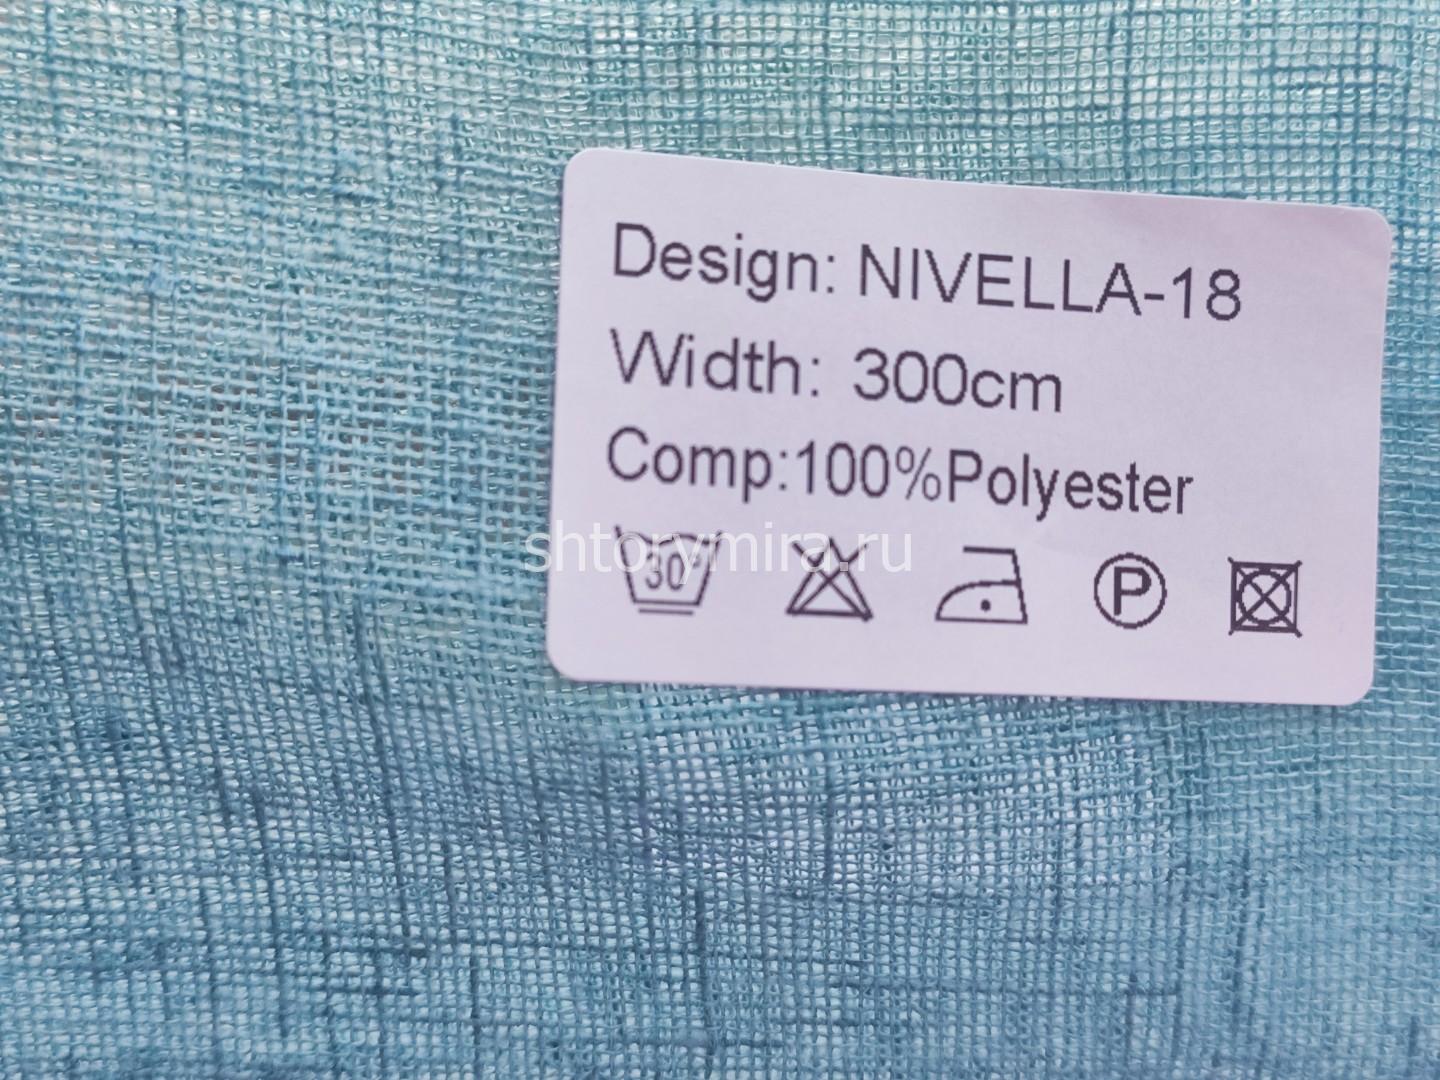 Design: NIVELLA-18
Width: 300cm
Comp:100%Polyester
shtorymira.ru
30°
P